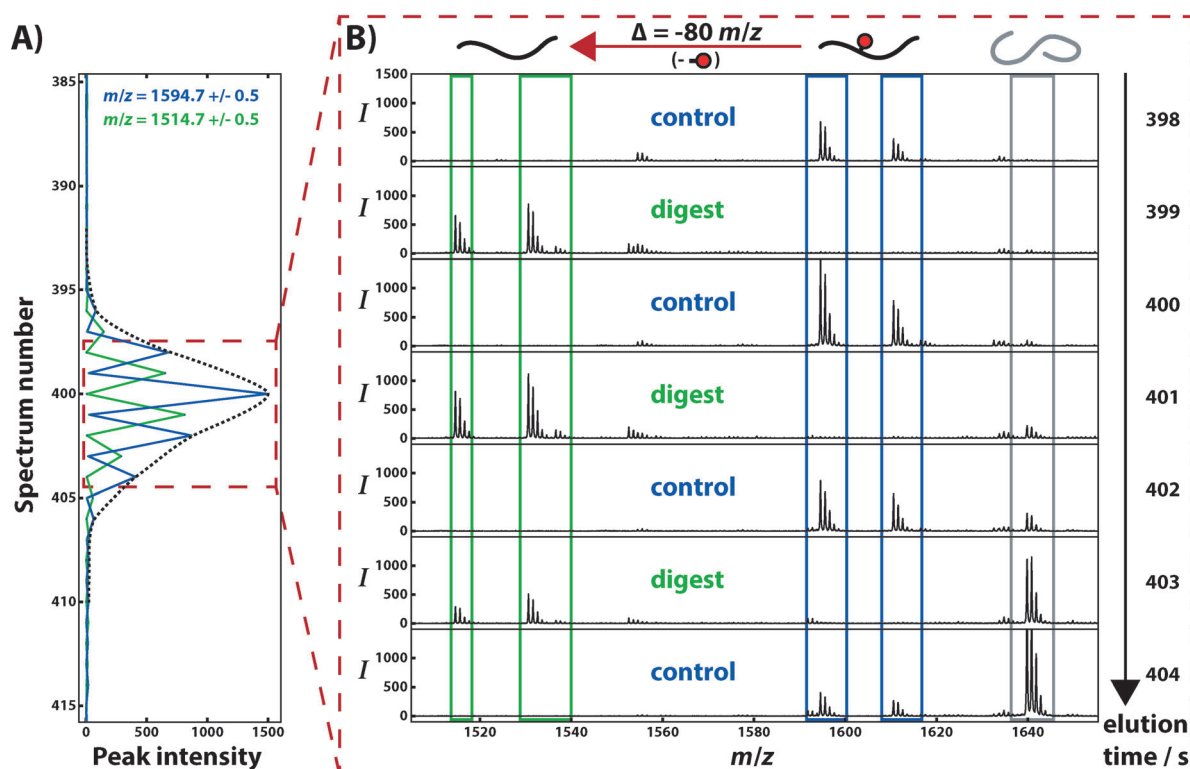 A)
m/z = 1594.7 +/- 0.5
m/z = 1514.7 +/- 0.5
385
390
395
400
405
410
415
Spectrum number
0 500 1000 1500
Peak intensity
B)
Δ = -80 m/z
(- )
1500
1000
500
0
I
control
398
1000
500
0
I
digest
399
1000
500
0
I
control
400
1000
500
0
I
digest
401
1000
500
0
I
control
402
1000
500
0
I
digest
403
1000
500
0
I
control
404
1520 1540 1560 1580 1600 1620 1640
m/z
elution
time / s